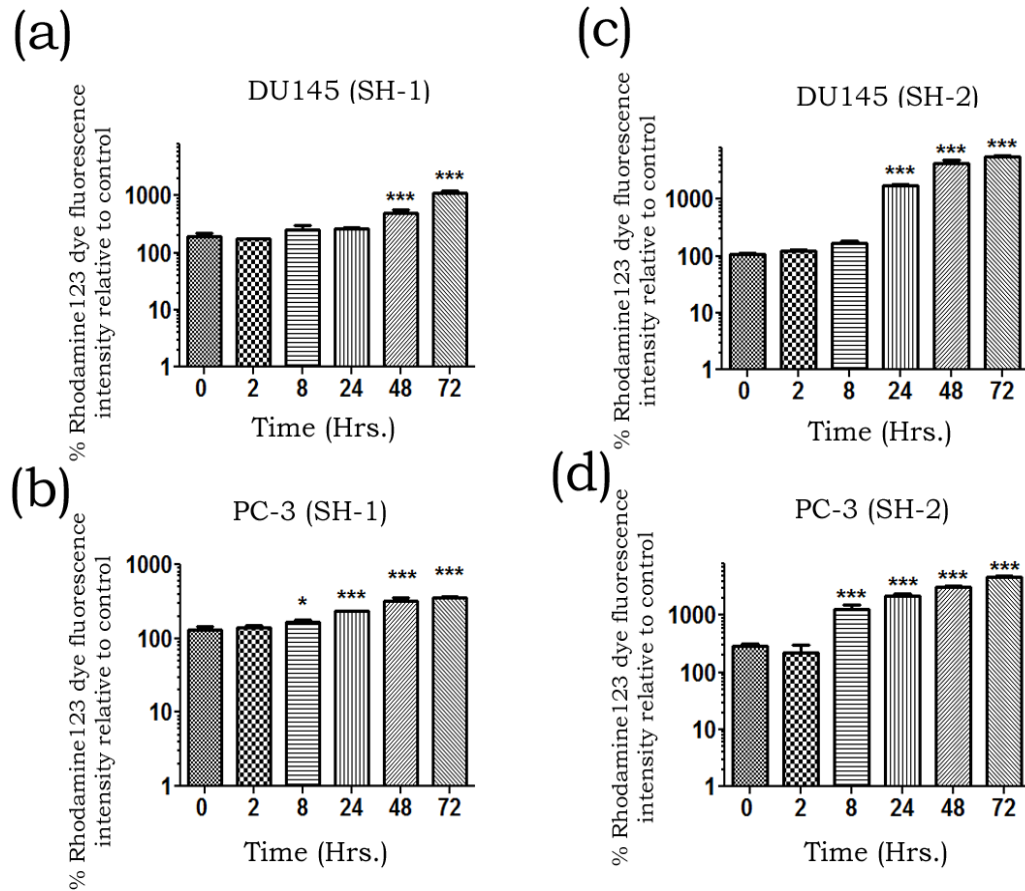 (a)
DU145 (SH-1)
% Rhodamine123 dye fluorescence
intensity relative to control
1000
100
10
1
***
***
0 2 8 24 48 72
Time (Hrs.)
(b)
PC-3 (SH-1)
% Rhodamine123 dye fluorescence
intensity relative to control
1000
100
10
1
*
***
***
***
0 2 8 24 48 72
Time (Hrs.)
(c)
DU145 (SH-2)
% Rhodamine123 dye fluorescence
intensity relative to control
1000
100
10
1
***
***
***
0 2 8 24 48 72
Time (Hrs.)
(d)
PC-3 (SH-2)
% Rhodamine123 dye fluorescence
intensity relative to control
1000
100
10
1
***
***
***
***
0 2 8 24 48 72
Time (Hrs.)